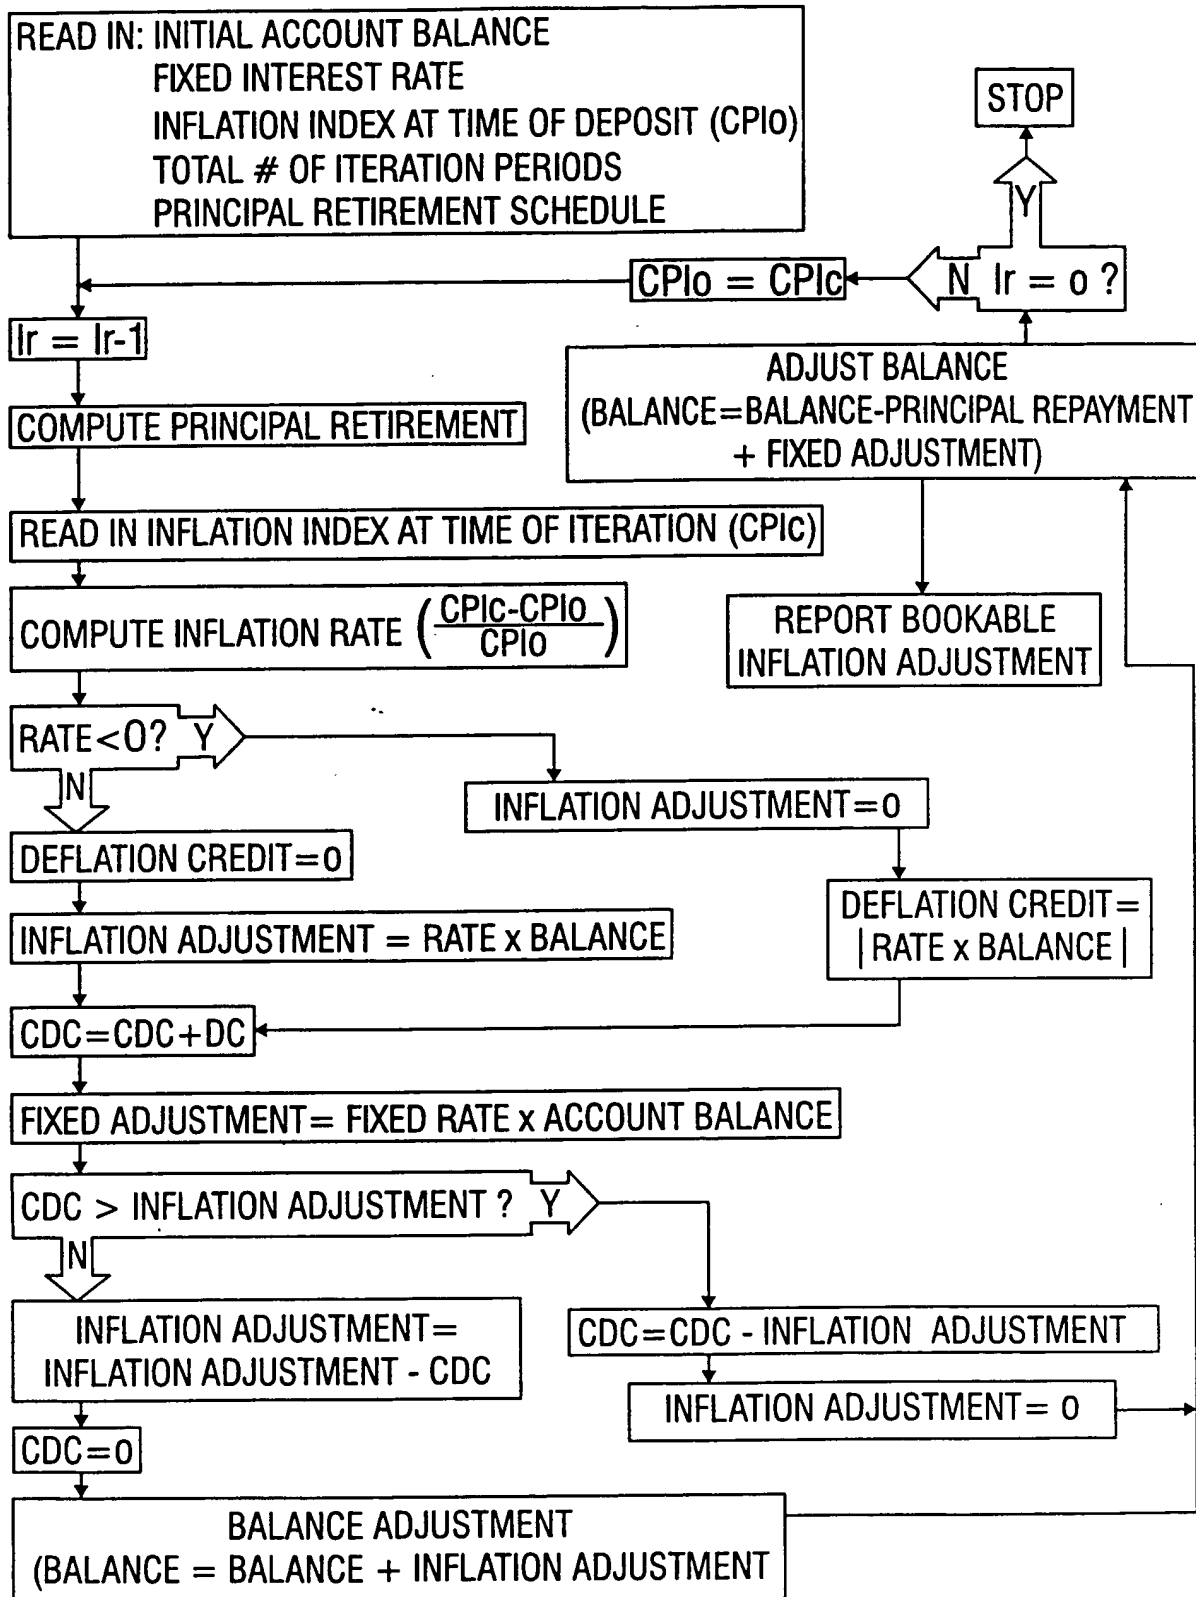 READ IN: INITIAL ACCOUNT BALANCE
FIXED INTEREST RATE
INFLATION INDEX AT TIME OF DEPOSIT (CPIo)
TOTAL # OF ITERATION PERIODS
PRINCIPAL RETIREMENT SCHEDULE
STOP
Y
CPIo = CPIc
N Ir = o ?
Ir = Ir-1
ADJUST BALANCE
(BALANCE=BALANCE-PRINCIPAL REPAYMENT
+ FIXED ADJUSTMENT)
COMPUTE PRINCIPAL RETIREMENT
READ IN INFLATION INDEX AT TIME OF ITERATION (CPIc)
COMPUTE INFLATION RATE (CPIc-CPIo
CPIo)
REPORT BOOKABLE
INFLATION ADJUSTMENT
RATE<O? Y
N
INFLATION ADJUSTMENT=o
DEFLATION CREDIT=o
DEFLATION CREDIT=
|RATE x BALANCE|
INFLATION ADJUSTMENT = RATE x BALANCE
CDC=CDC+DC
FIXED ADJUSTMENT= FIXED RATE x ACCOUNT BALANCE
CDC > INFLATION ADJUSTMENT ? Y
N
INFLATION ADJUSTMENT=
INFLATION ADJUSTMENT - CDC
CDC=CDC - INFLATION ADJUSTMENT
INFLATION ADJUSTMENT= o
CDC=o
BALANCE ADJUSTMENT
(BALANCE = BALANCE + INFLATION ADJUSTMENT